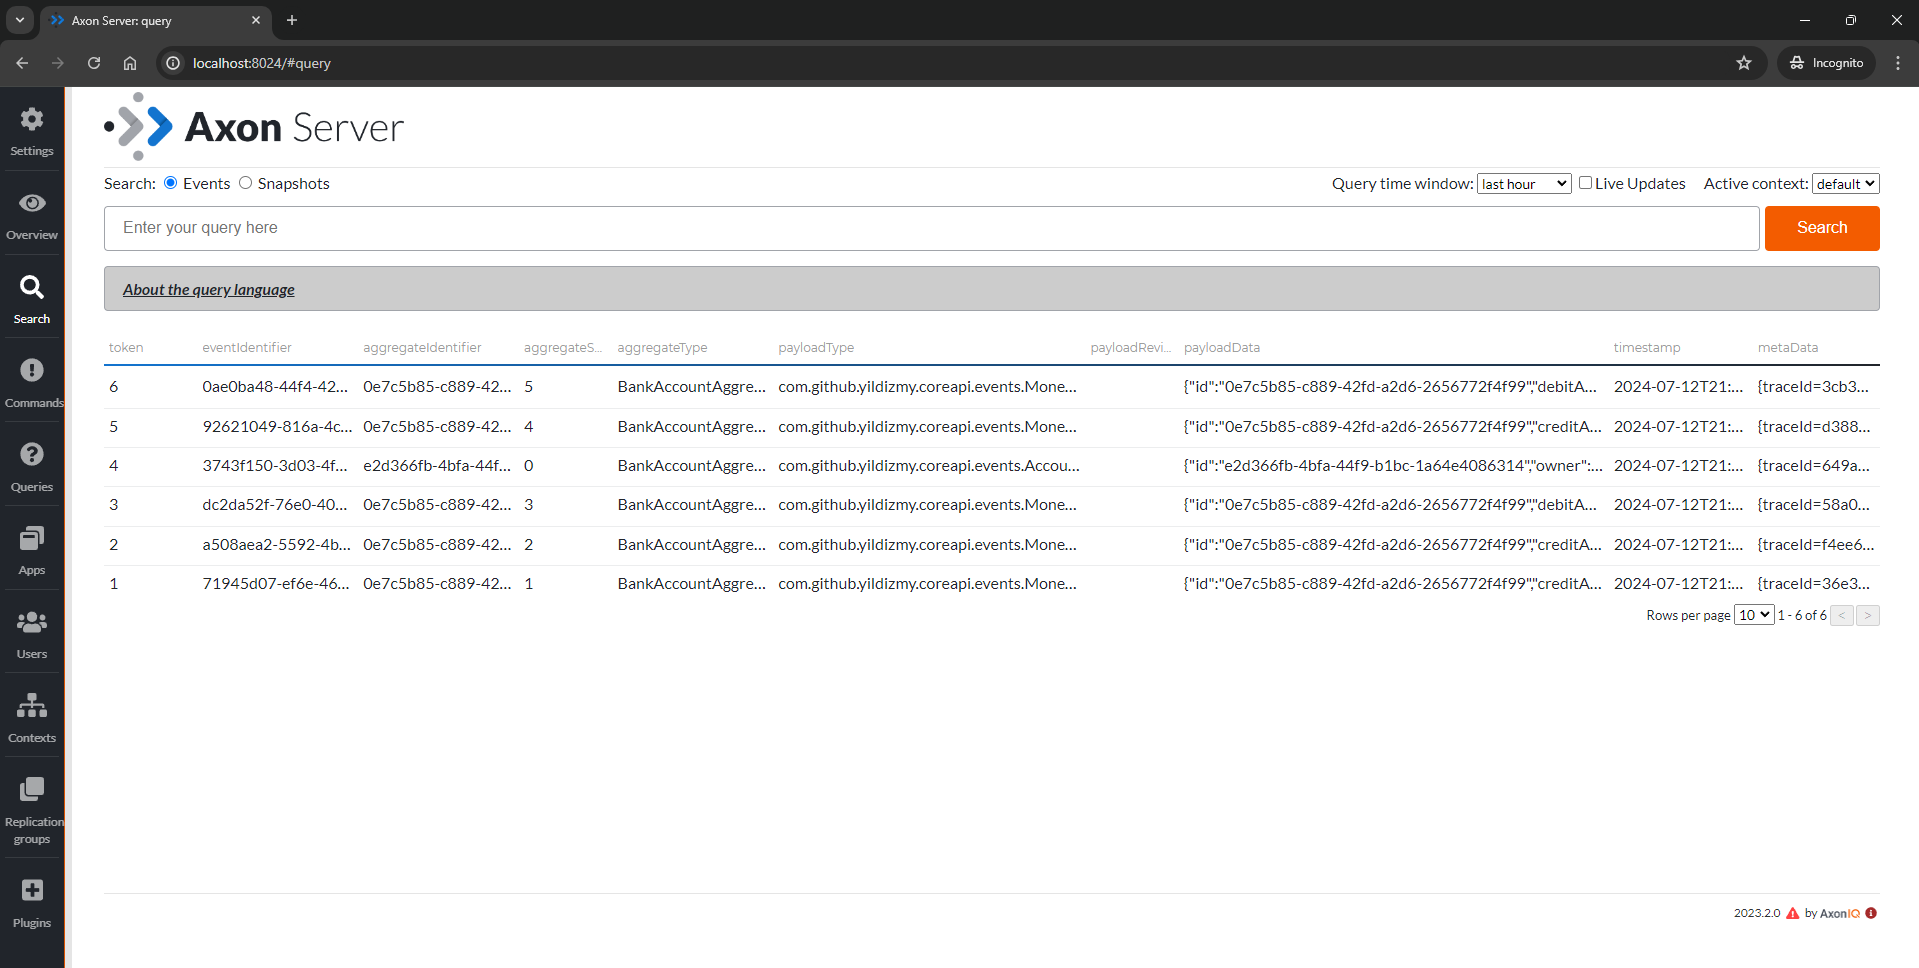 Axon Server: query
localhost:8024/#query
Incognito
Settings
Overview
Search
Commands
Queries
Apps
Users
Contexts
Replication
groups
Plugins
Axon Server
Search: Events Snapshots
Query time window: last hour Live Updates Active context: default
Enter your query here
Search
About the query language
token eventIdentifier aggregateIdentifier aggregateS... aggregateType payloadType payloadRevi... payloadData timestamp metaData
6 0ae0ba48-44f4-42... 0e7c5b85-c889-42... 5 BankAccountAggre... com.github.yildizmy.coreapi.events.Mone... {"id":"0e7c5b85-c889-42fd-a2d6-2656772f4f99","debitA... 2024-07-12T21:... {traceId=3cb3...
5 92621049-816a-4c... 0e7c5b85-c889-42... 4 BankAccountAggre... com.github.yildizmy.coreapi.events.Mone... {"id":"0e7c5b85-c889-42fd-a2d6-2656772f4f99","creditA... 2024-07-12T21:... {traceId=d388...
4 3743f150-3d03-4f... e2d366fb-4bfa-44f... 0 BankAccountAggre... com.github.yildizmy.coreapi.events.Accou... {"id":"e2d366fb-4bfa-44f9-b1bc-1a64e4086314","owner":... 2024-07-12T21:... {traceId=649a...
3 dc2da52f-76e0-40... 0e7c5b85-c889-42... 3 BankAccountAggre... com.github.yildizmy.coreapi.events.Mone... {"id":"0e7c5b85-c889-42fd-a2d6-2656772f4f99","debitA... 2024-07-12T21:... {traceId=58a0...
2 a508aea2-5592-4b... 0e7c5b85-c889-42... 2 BankAccountAggre... com.github.yildizmy.coreapi.events.Mone... {"id":"0e7c5b85-c889-42fd-a2d6-2656772f4f99","creditA... 2024-07-12T21:... {traceId=f4ee6...
1 71945d07-ef6e-46... 0e7c5b85-c889-42... 1 BankAccountAggre... com.github.yildizmy.coreapi.events.Mone... {"id":"0e7c5b85-c889-42fd-a2d6-2656772f4f99","creditA... 2024-07-12T21:... {traceId=36e3...
Rows per page 10 1 - 6 of 6 < >
2023.2.0 by AxonIQ